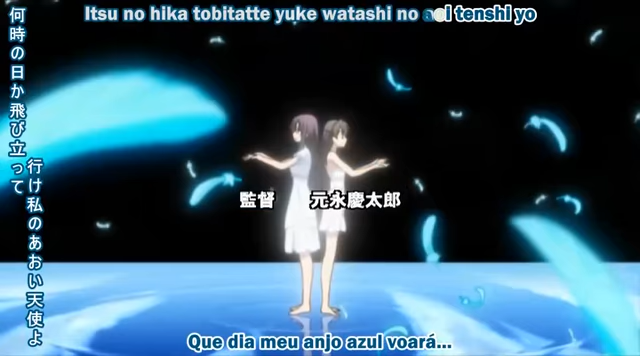 Itsu no hika tobitatte yuke watashi no aoi tenshi yo
何時の日か飛び立って
行け私のあおい天使よ
監督 元永慶太郎
Que dia meu anjo azul voará...